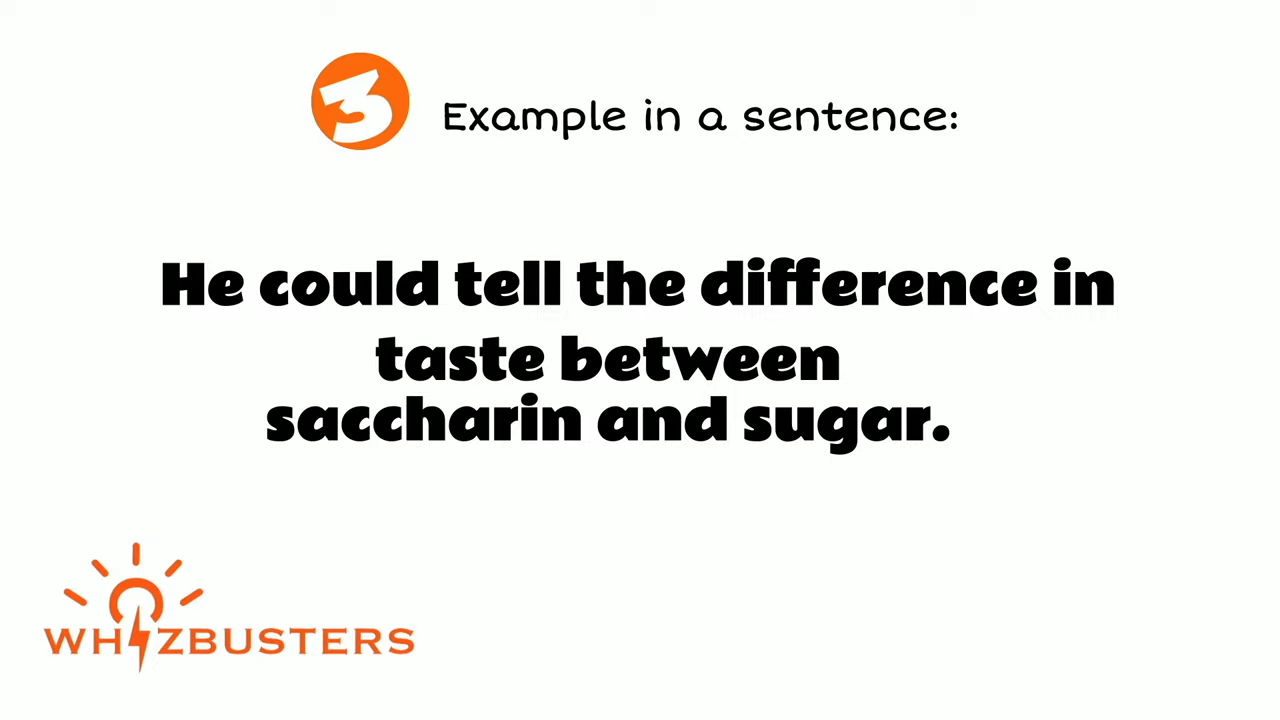 3 Example in a sentence:
He could tell the difference in
taste between
saccharin and sugar.
WHIZBUSTERS